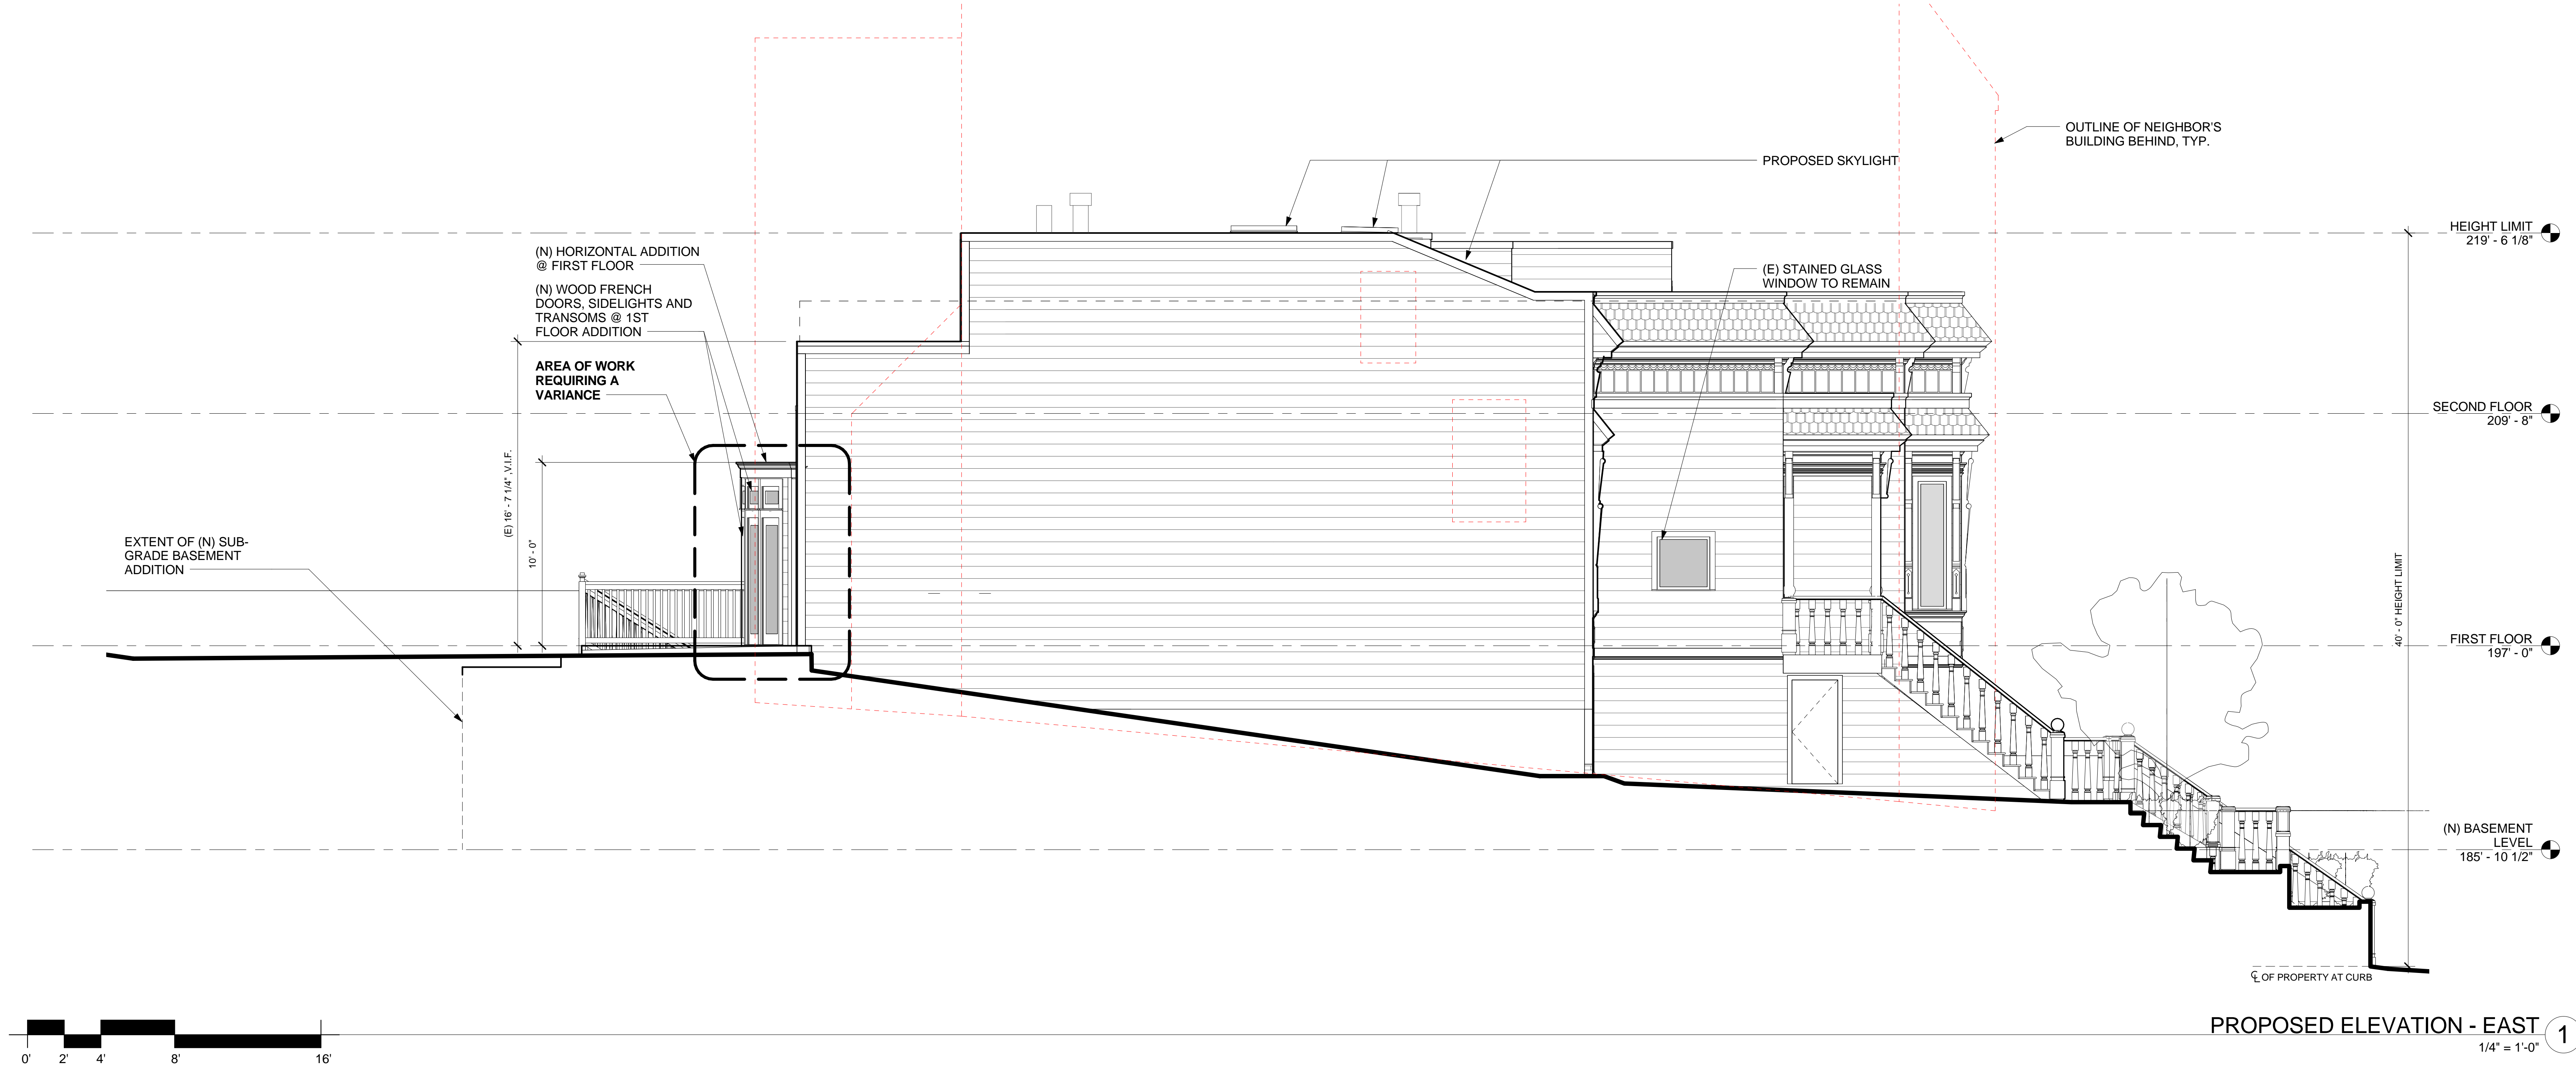 OUTLINE OF NEIGHBOR'S
BUILDING BEHIND, TYP.
PROPOSED SKYLIGHT
HEIGHT LIMIT
219' - 6 1/8"
(N) HORIZONTAL ADDITION
@ FIRST FLOOR
(N) WOOD FRENCH
DOORS, SIDELIGHTS AND
TRANSOMS @ 1ST
FLOOR ADDITION
AREA OF WORK
REQUIRING A
VARIANCE
(E) STAINED GLASS
WINDOW TO REMAIN
SECOND FLOOR
209' - 8"
(E) 16' - 7 1/4" ,V.I.F.
10' - 0"
EXTENT OF (N) SUB-
GRADE BASEMENT
ADDITION
40' - 0" HEIGHT LIMIT
FIRST FLOOR
197' - 0"
(N) BASEMENT
LEVEL
185' - 10 1/2"
℄ OF PROPERTY AT CURB
PROPOSED ELEVATION - EAST
1
1/4" = 1'-0"
0' 2' 4' 8' 16'